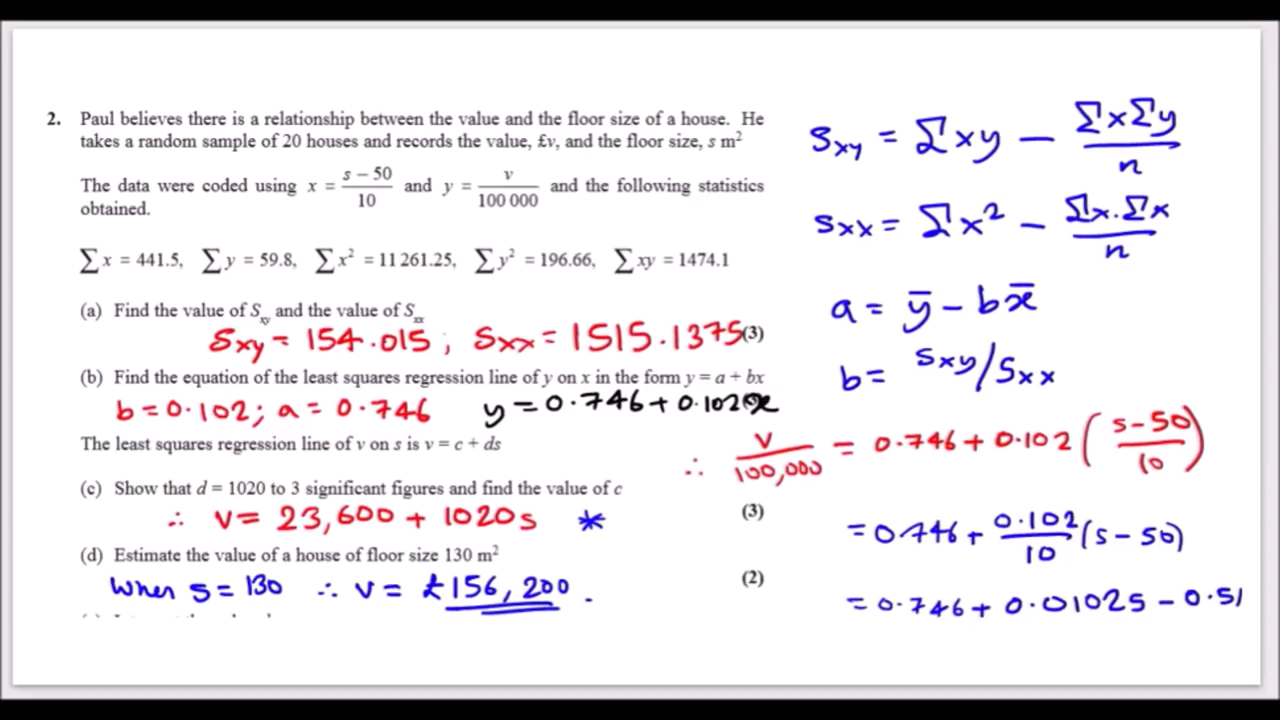 2. Paul believes there is a relationship between the value and the floor size of a house. He
takes a random sample of 20 houses and records the value, £v, and the floor size, s m²
The data were coded using x = (s − 50)/10 and y = v/100 000 and the following statistics
obtained.
∑x = 441.5, ∑y = 59.8, ∑x² = 11 261.25, ∑y² = 196.66, ∑xy = 1474.1
(a) Find the value of Sxy and the value of Sxx
Sxy = 154.015 ; Sxx = 1515.1375 (3)
(b) Find the equation of the least squares regression line of y on x in the form y = a + bx
b = 0.102; a = 0.746 y = 0.746 + 0.102x
The least squares regression line of v on s is v = c + ds
(c) Show that d = 1020 to 3 significant figures and find the value of c
∴ v = 23,600 + 1020s * (3)
(d) Estimate the value of a house of floor size 130 m²
When s = 130 ∴ v = £156,200. (2)
Sxy = ∑xy − ∑x∑y/n
Sxx = ∑x² − ∑x.∑x/n
a = ȳ − bx̄
b = Sxy/Sxx
∴ v/100,000 = 0.746 + 0.102 ((s − 50)/10)
= 0.746 + 0.102/10 (s − 50)
= 0.746 + 0.0102s − 0.51